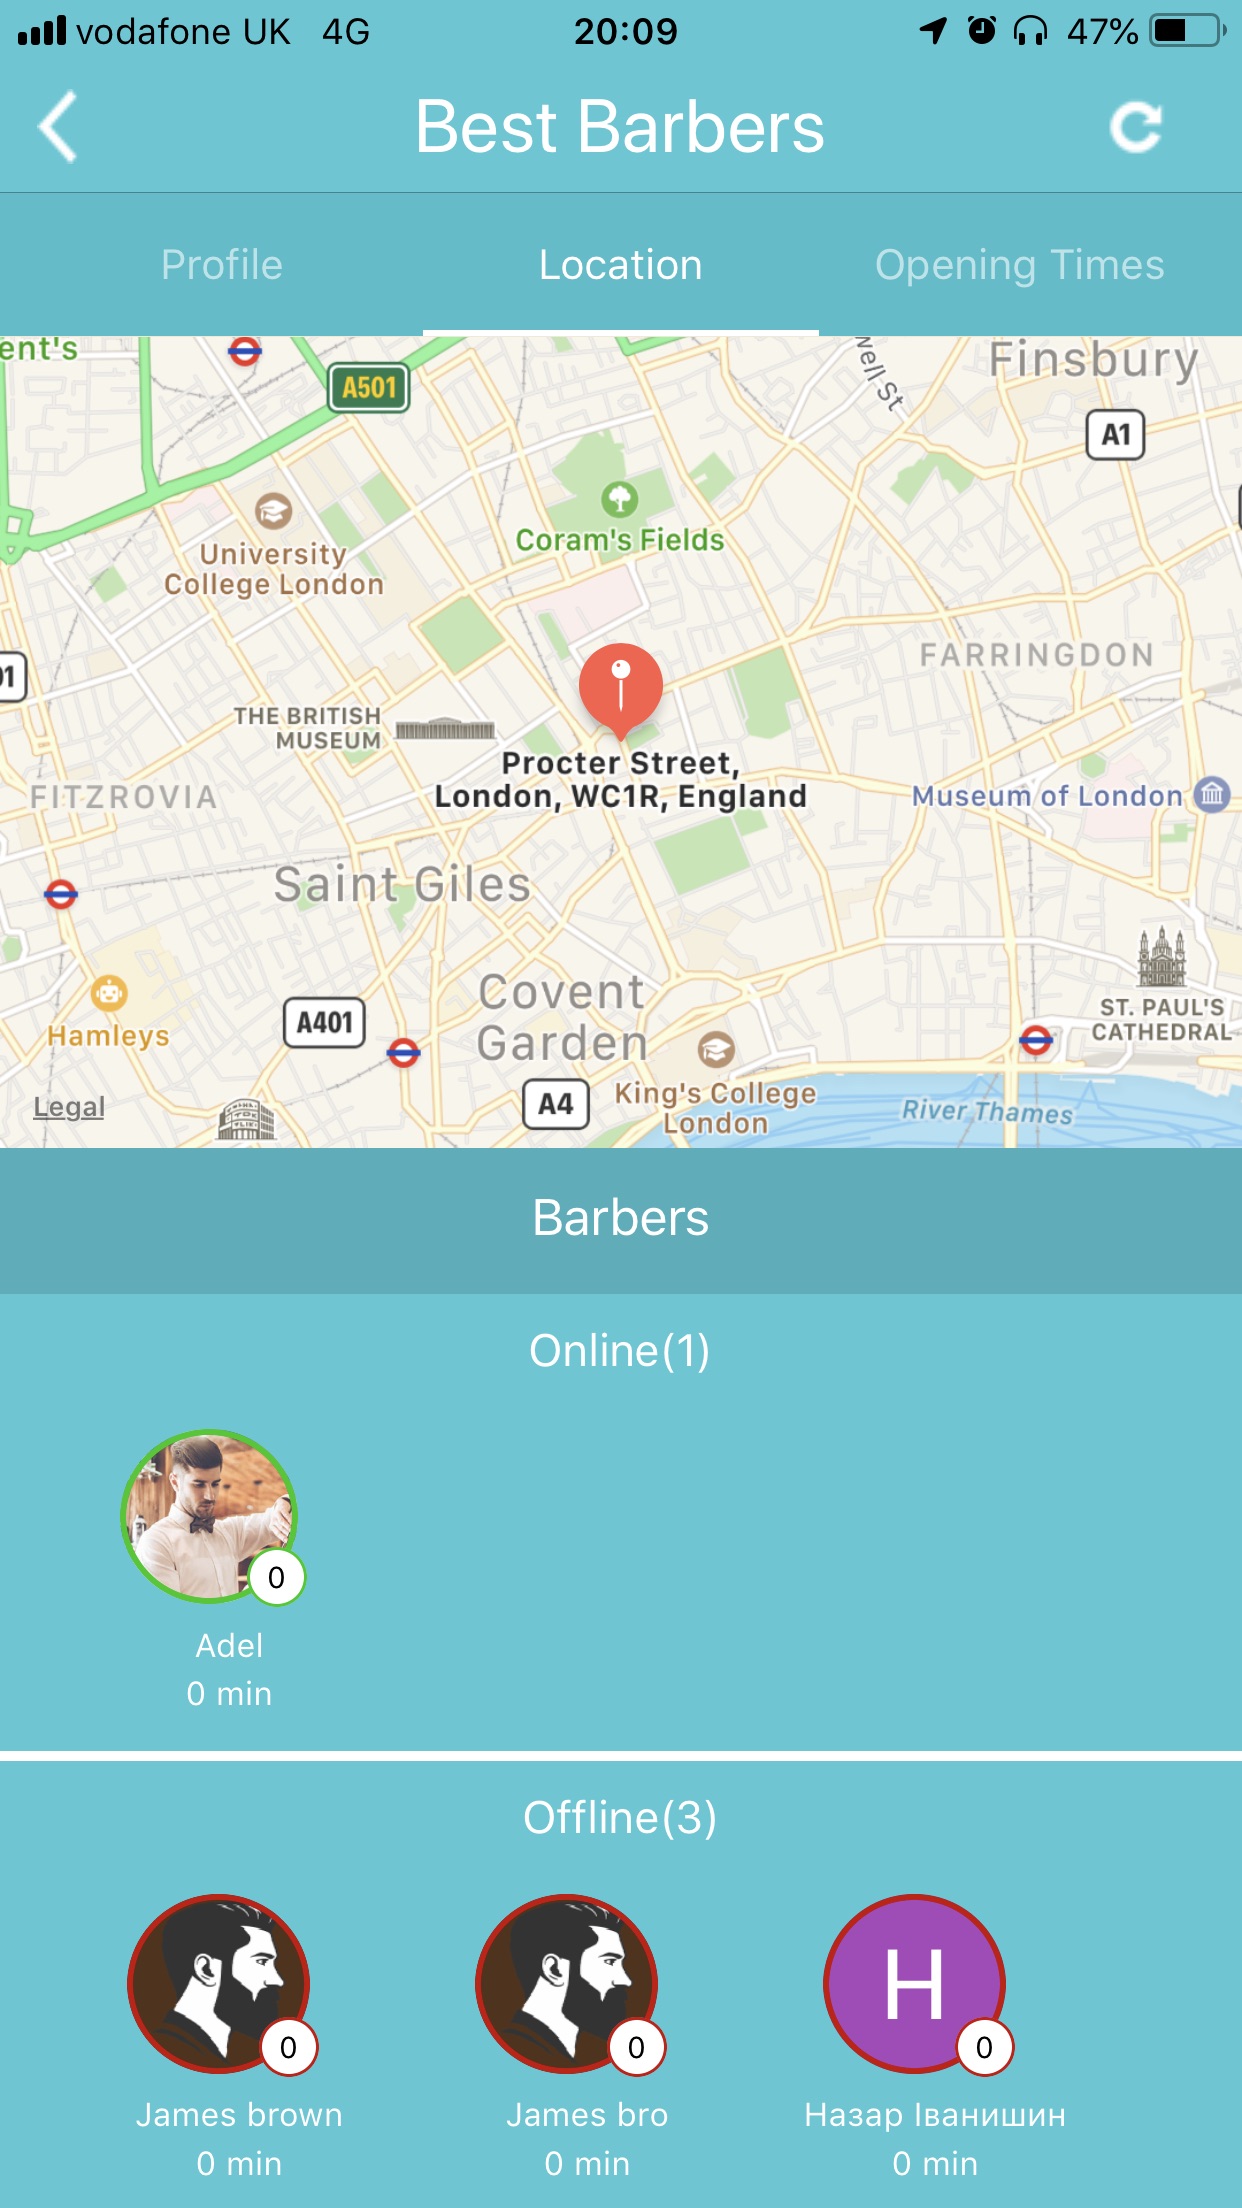 vodafone UK 4G 20:09 47%
Best Barbers
Profile Location Opening Times
ent's
A501
well St
Finsbury
A1
Coram's Fields
University
College London
FARRINGDON
THE BRITISH
MUSEUM
Procter Street,
London, WC1R, England
FITZROVIA
Museum of London
Saint Giles
Covent
Garden
Hamleys
A401
ST. PAUL'S
CATHEDRAL
A4
King's College
London
River Thames
Legal
Barbers
Online(1)
0
Adel
0 min
Offline(3)
H
0 0 0
James brown James bro Назар Іванишин
0 min 0 min 0 min